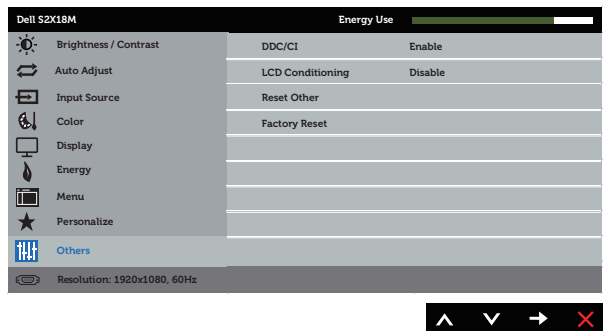 Dell S2X18M Energy Use
Brightness / Contrast DDC/CI Enable
Auto Adjust LCD Conditioning Disable
Input Source Reset Other
Color Factory Reset
Display
Energy
Menu
Personalize
Others
Resolution: 1920x1080, 60Hz